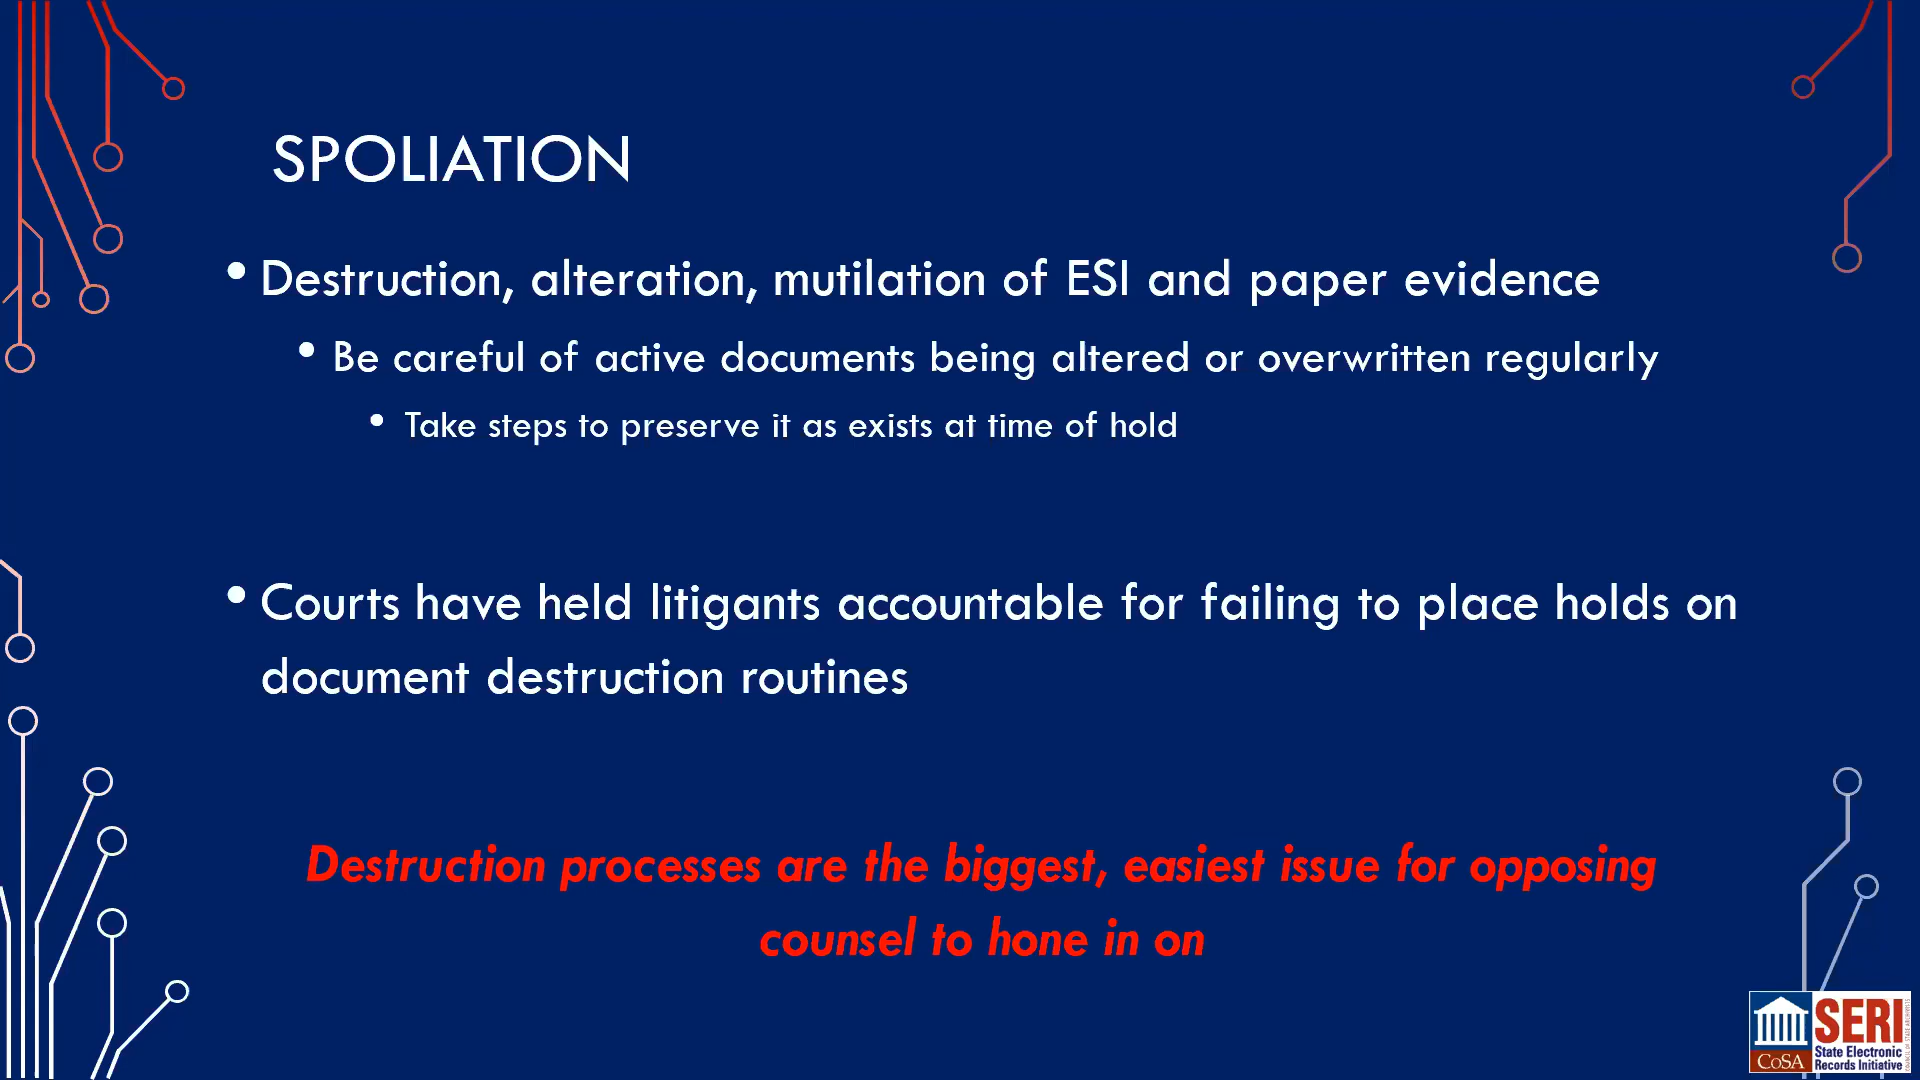 SPOLIATION
• Destruction, alteration, mutilation of ESI and paper evidence
• Be careful of active documents being altered or overwritten regularly
• Take steps to preserve it as exists at time of hold
• Courts have held litigants accountable for failing to place holds on
document destruction routines
Destruction processes are the biggest, easiest issue for opposing
counsel to hone in on
CoSA
SERI
State Electronic
Records Initiative